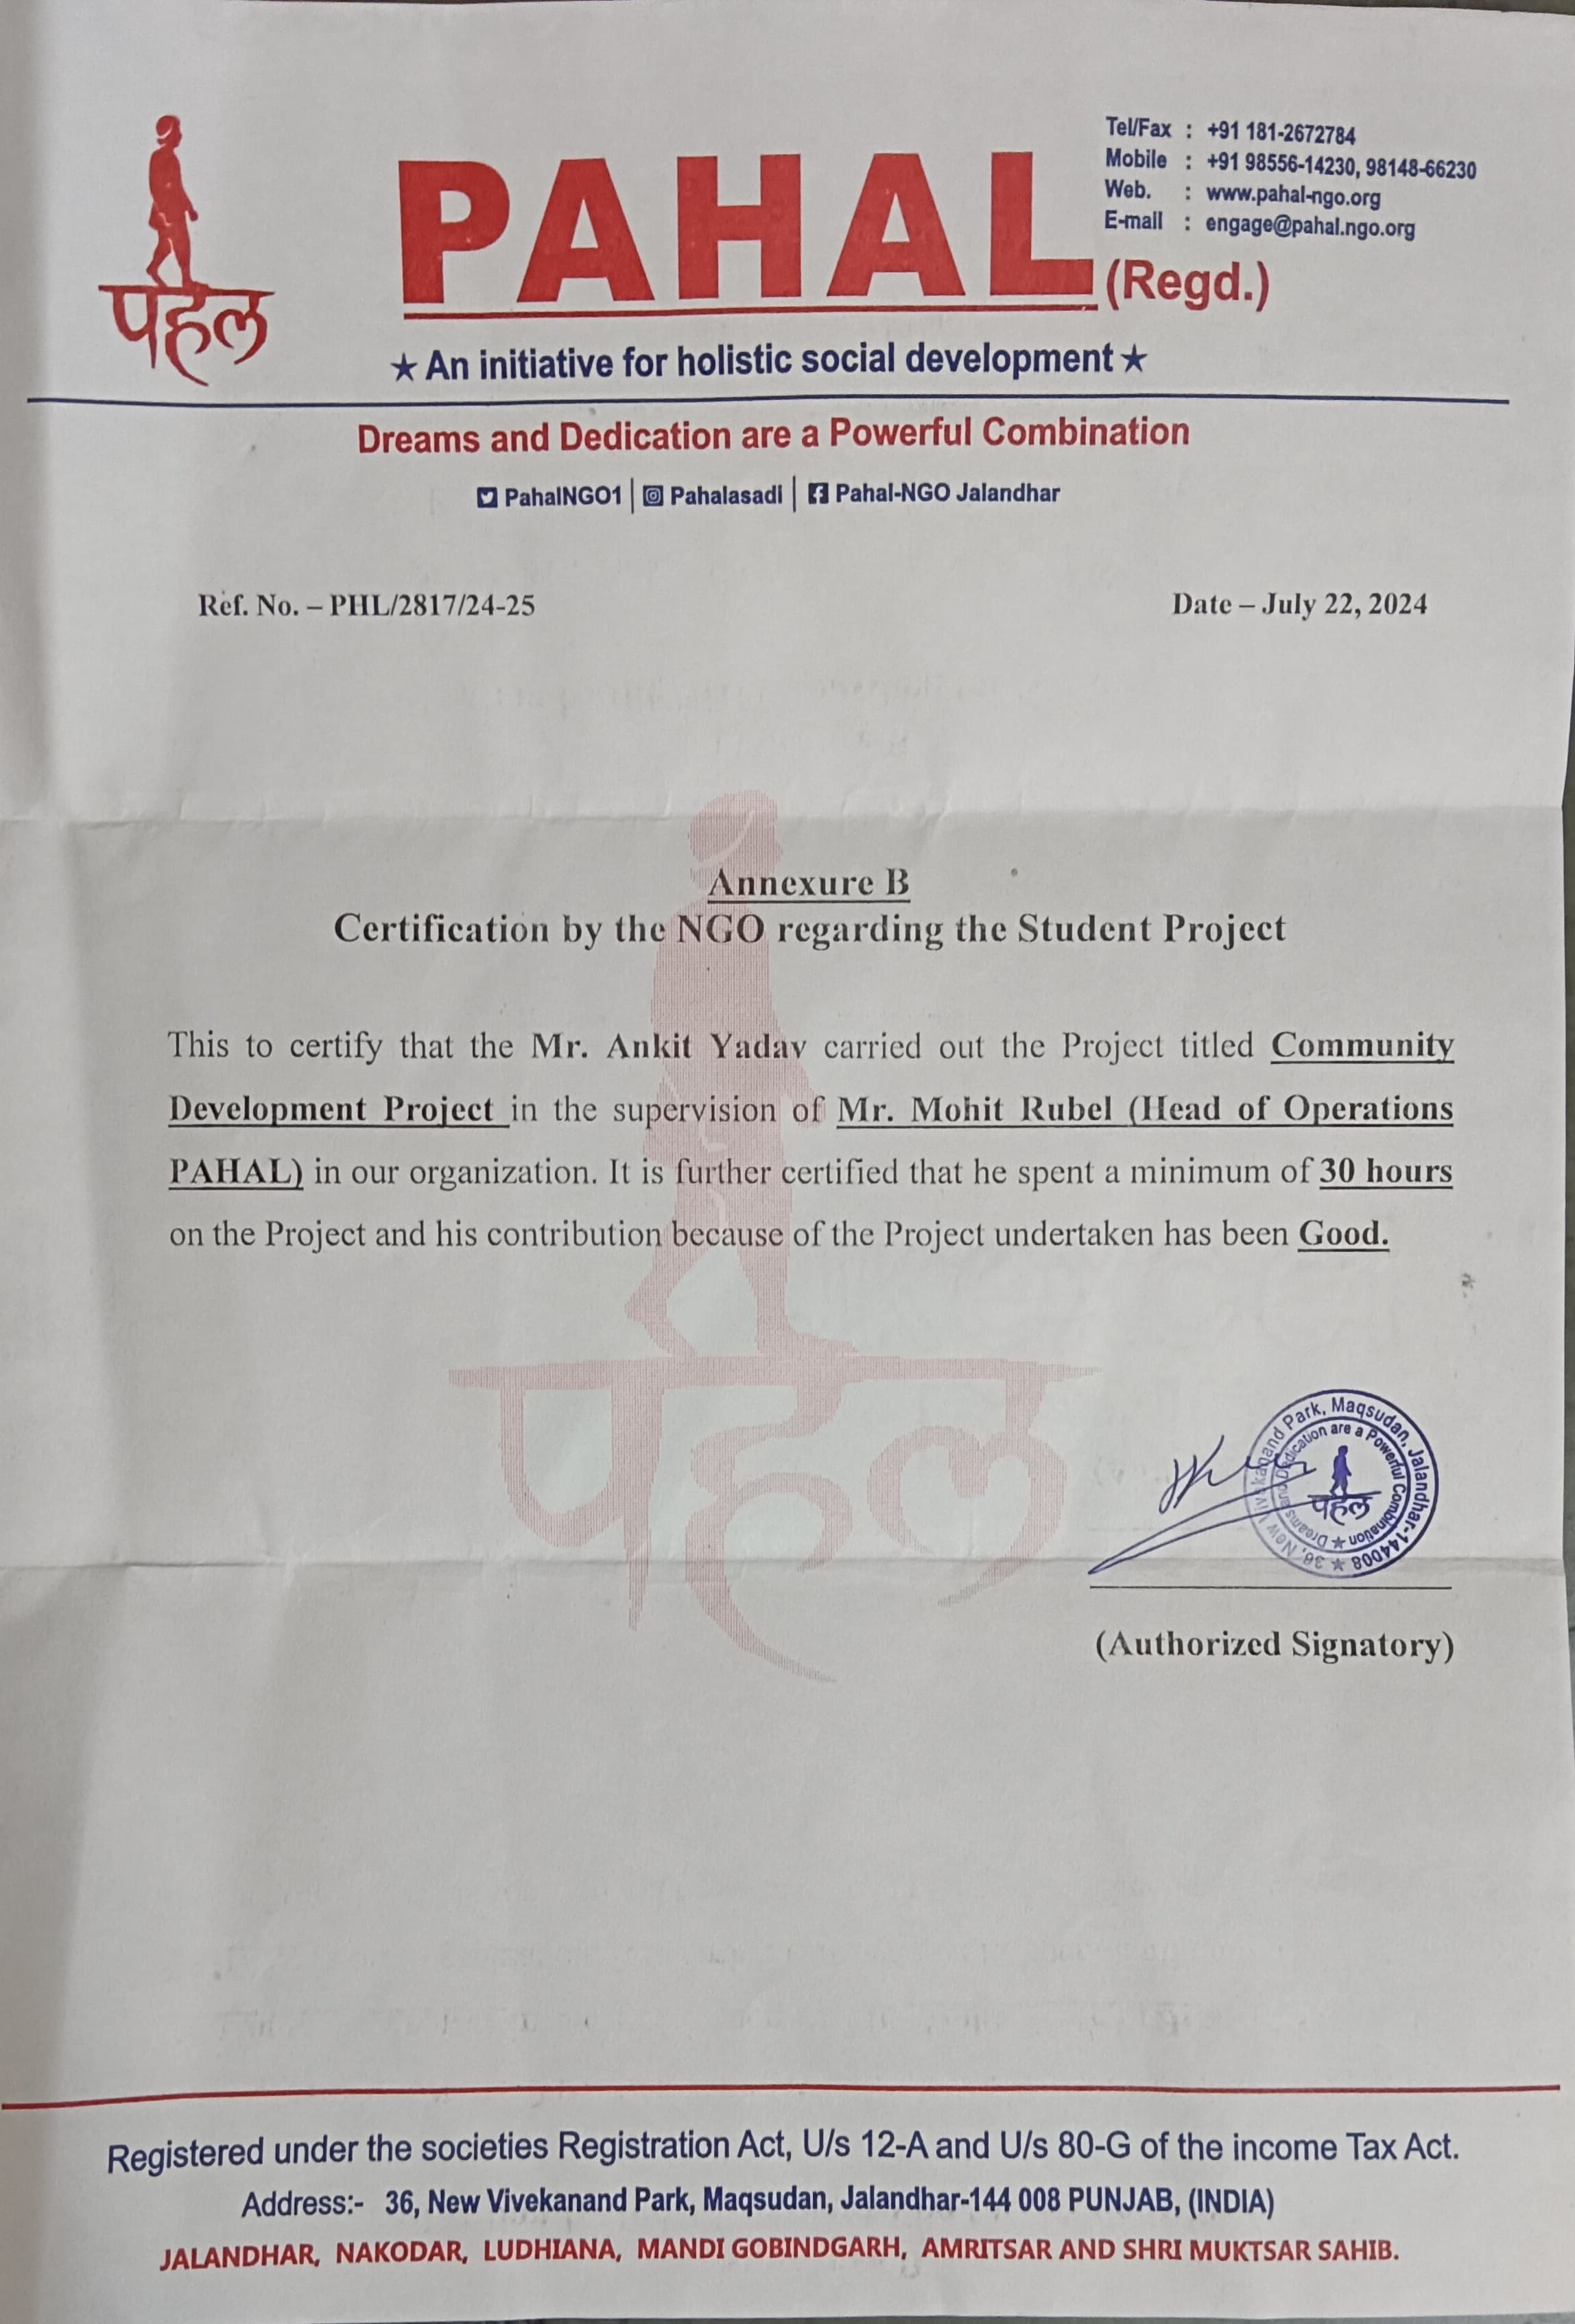 पहल
PAHAL (Regd.)
Tel/Fax : +91 181-2672784
Mobile : +91 98556-14230, 98148-66230
Web. : www.pahal-ngo.org
E-mail : engage@pahal.ngo.org
★ An initiative for holistic social development ★
Dreams and Dedication are a Powerful Combination
PahalNGO1 | Pahalasadi | Pahal-NGO Jalandhar
Ref. No. – PHL/2817/24-25
Date – July 22, 2024
Annexure B
Certification by the NGO regarding the Student Project
This to certify that the Mr. Ankit Yadav carried out the Project titled Community
Development Project in the supervision of Mr. Mohit Rubel (Head of Operations
PAHAL) in our organization. It is further certified that he spent a minimum of 30 hours
on the Project and his contribution because of the Project undertaken has been Good.
पहल
36, New Vivekanand Park, Maqsudan, Jalandhar-144008 ★
Dreams and Dedication are a Powerful Combination ★
पहल
(Authorized Signatory)
Registered under the societies Registration Act, U/s 12-A and U/s 80-G of the income Tax Act.
Address:- 36, New Vivekanand Park, Maqsudan, Jalandhar-144 008 PUNJAB, (INDIA)
JALANDHAR, NAKODAR, LUDHIANA, MANDI GOBINDGARH, AMRITSAR AND SHRI MUKTSAR SAHIB.